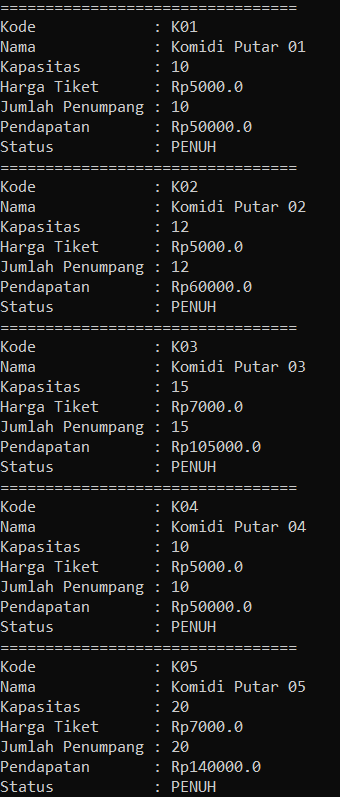 =================================
Kode             : K01
Nama             : Komidi Putar 01
Kapasitas        : 10
Harga Tiket      : Rp5000.0
Jumlah Penumpang : 10
Pendapatan       : Rp50000.0
Status           : PENUH
=================================
Kode             : K02
Nama             : Komidi Putar 02
Kapasitas        : 12
Harga Tiket      : Rp5000.0
Jumlah Penumpang : 12
Pendapatan       : Rp60000.0
Status           : PENUH
=================================
Kode             : K03
Nama             : Komidi Putar 03
Kapasitas        : 15
Harga Tiket      : Rp7000.0
Jumlah Penumpang : 15
Pendapatan       : Rp105000.0
Status           : PENUH
=================================
Kode             : K04
Nama             : Komidi Putar 04
Kapasitas        : 10
Harga Tiket      : Rp5000.0
Jumlah Penumpang : 10
Pendapatan       : Rp50000.0
Status           : PENUH
=================================
Kode             : K05
Nama             : Komidi Putar 05
Kapasitas        : 20
Harga Tiket      : Rp7000.0
Jumlah Penumpang : 20
Pendapatan       : Rp140000.0
Status           : PENUH